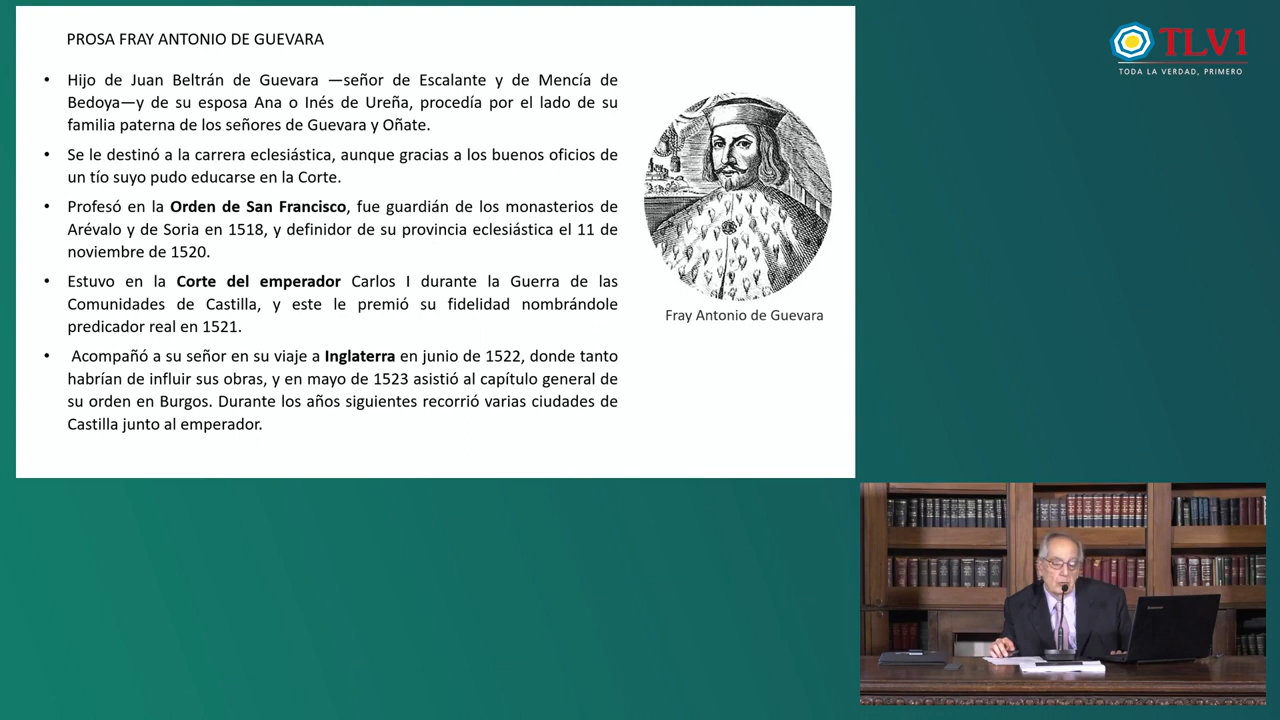 PROSA FRAY ANTONIO DE GUEVARA
• Hijo de Juan Beltrán de Guevara —señor de Escalante y de Mencía de
Bedoya—y de su esposa Ana o Inés de Ureña, procedía por el lado de su
familia paterna de los señores de Guevara y Oñate.
• Se le destinó a la carrera eclesiástica, aunque gracias a los buenos oficios de
un tío suyo pudo educarse en la Corte.
• Profesó en la Orden de San Francisco, fue guardián de los monasterios de
Arévalo y de Soria en 1518, y definidor de su provincia eclesiástica el 11 de
noviembre de 1520.
• Estuvo en la Corte del emperador Carlos I durante la Guerra de las
Comunidades de Castilla, y este le premió su fidelidad nombrándole
predicador real en 1521.
• Acompañó a su señor en su viaje a Inglaterra en junio de 1522, donde tanto
habrían de influir sus obras, y en mayo de 1523 asistió al capítulo general de
su orden en Burgos. Durante los años siguientes recorrió varias ciudades de
Castilla junto al emperador.
Fray Antonio de Guevara
TLV1
TODA LA VERDAD, PRIMERO